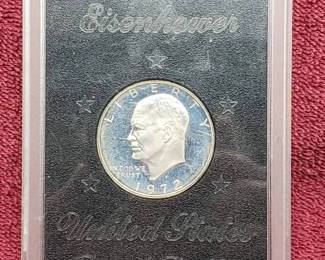 Eisenhower
LIBERTY
IN GOD WE
TRUST
1972
United States